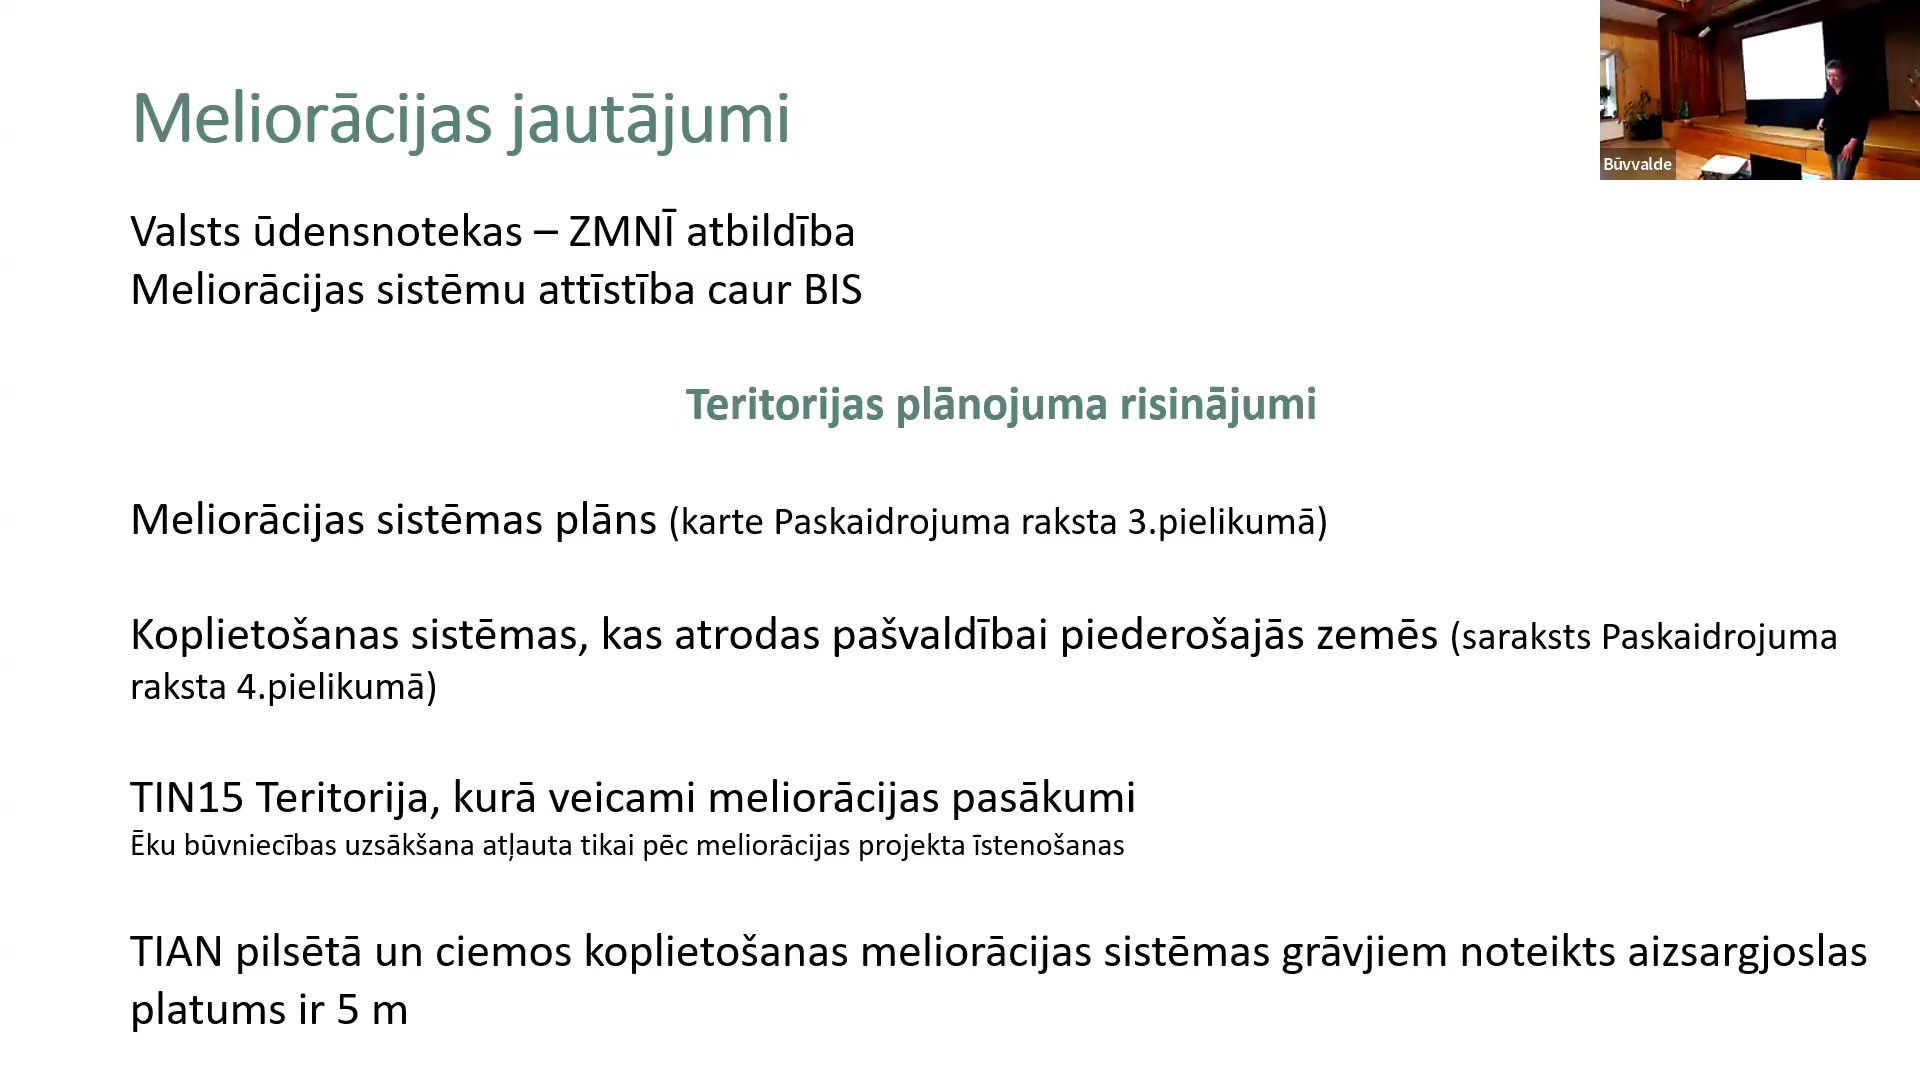 Meliorācijas jautājumi
Būvvalde
Valsts ūdensnotekas – ZMNĪ atbildība
Meliorācijas sistēmu attīstība caur BIS
Teritorijas plānojuma risinājumi
Meliorācijas sistēmas plāns (karte Paskaidrojuma raksta 3.pielikumā)
Koplietošanas sistēmas, kas atrodas pašvaldībai piederošajās zemēs (saraksts Paskaidrojuma
raksta 4.pielikumā)
TIN15 Teritorija, kurā veicami meliorācijas pasākumi
Ēku būvniecības uzsākšana atļauta tikai pēc meliorācijas projekta īstenošanas
TIAN pilsētā un ciemos koplietošanas meliorācijas sistēmas grāvjiem noteikts aizsargjoslas
platums ir 5 m